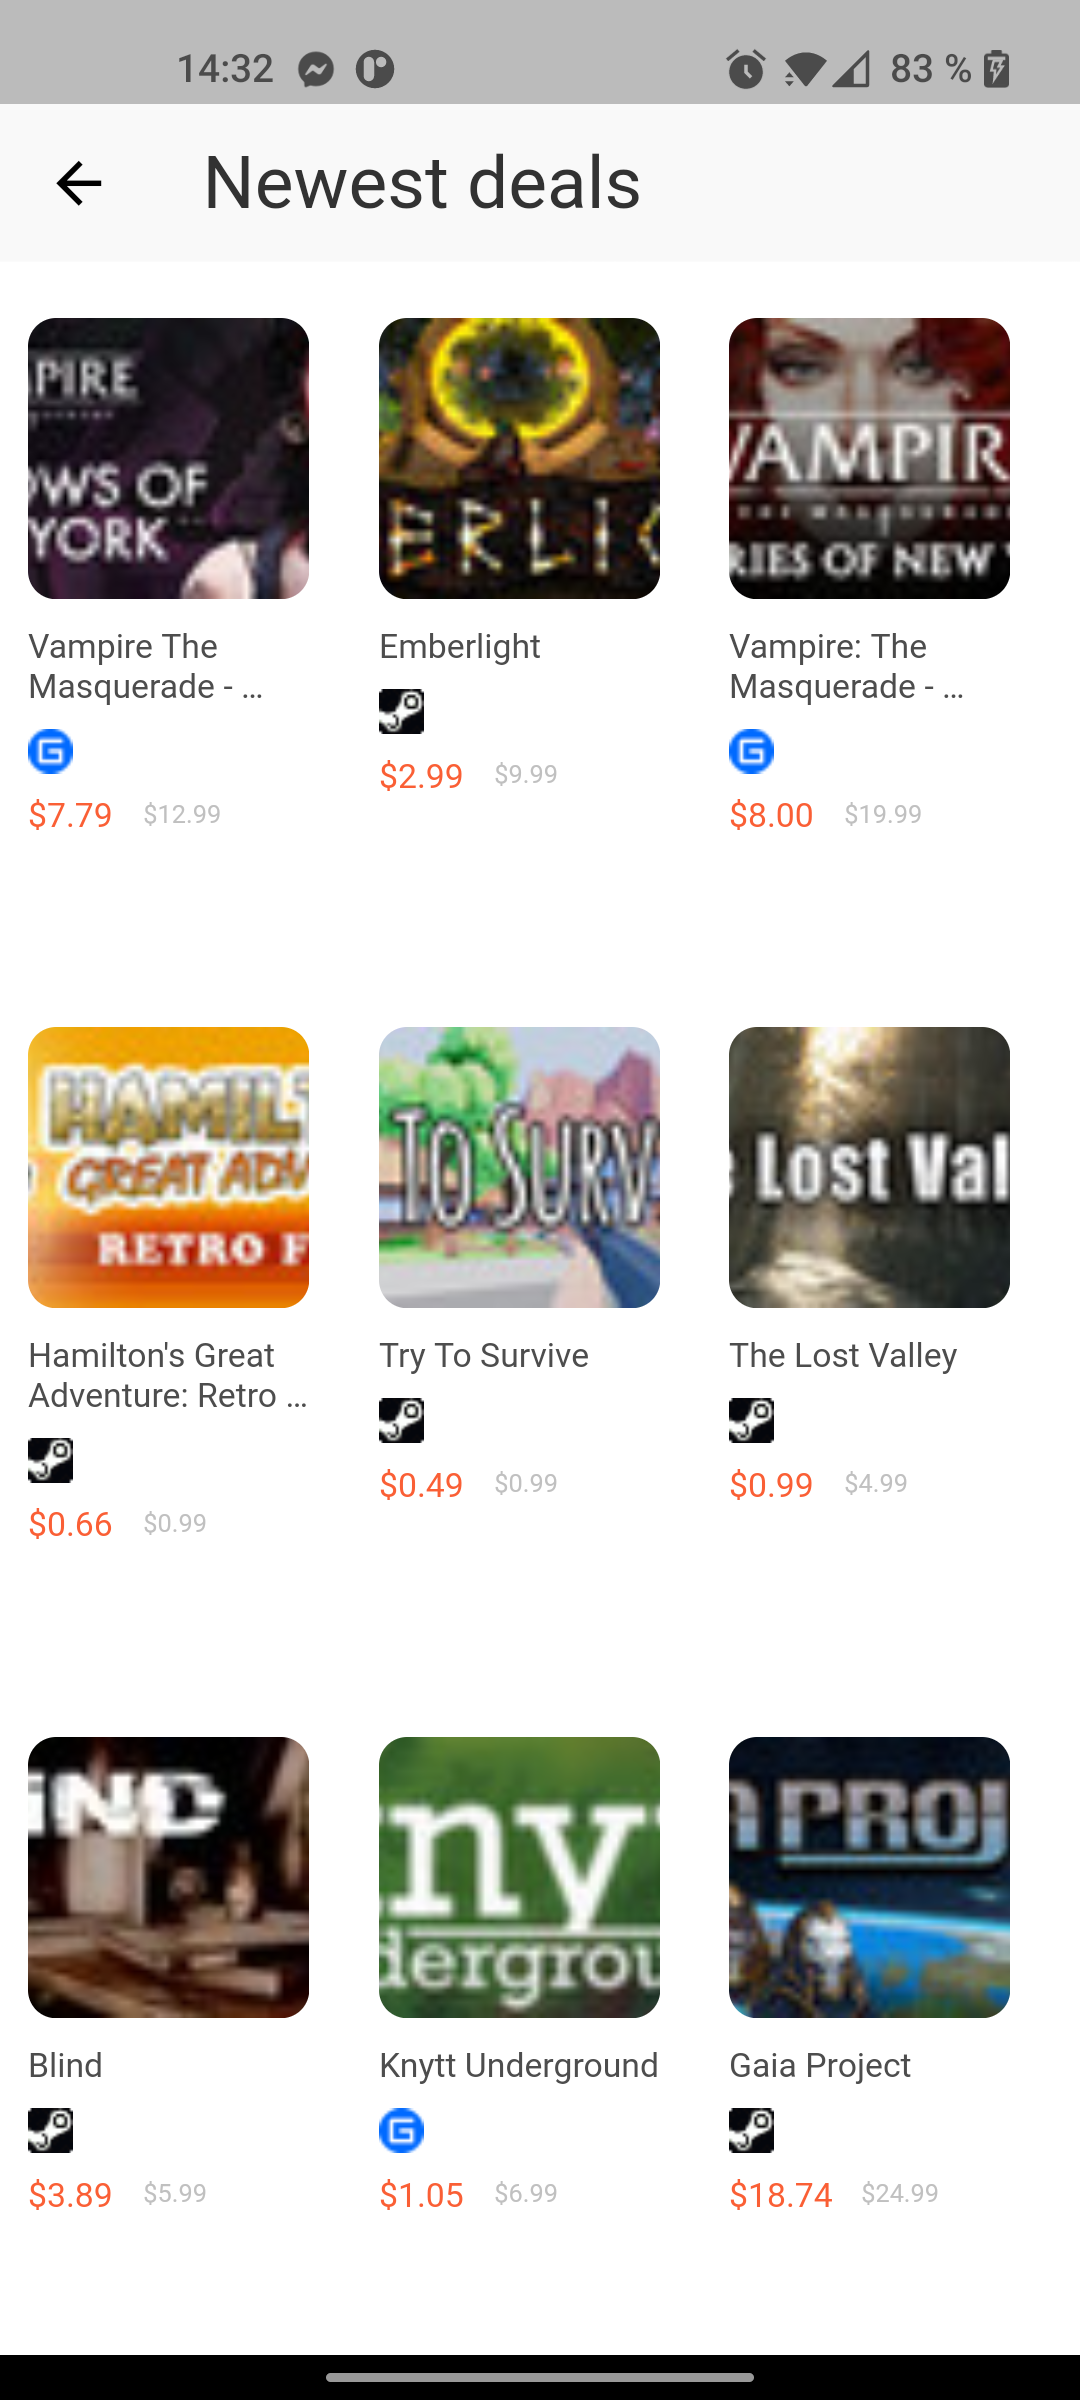 14:32
83 %
Newest deals
PIRE
OWS OF
YORK
ERLI
VAMPIR
RIES OF NEW
Vampire The
Masquerade - ...
$7.79 $12.99
Emberlight
$2.99 $9.99
Vampire: The
Masquerade - ...
$8.00 $19.99
HAMILT
GREAT ADV
RETRO F
TO SURV
Lost Val
Hamilton's Great
Adventure: Retro ...
$0.66 $0.99
Try To Survive
$0.49 $0.99
The Lost Valley
$0.99 $4.99
IND
nyt
dergrou
PROJ
Blind
$3.89 $5.99
Knytt Underground
$1.05 $6.99
Gaia Project
$18.74 $24.99